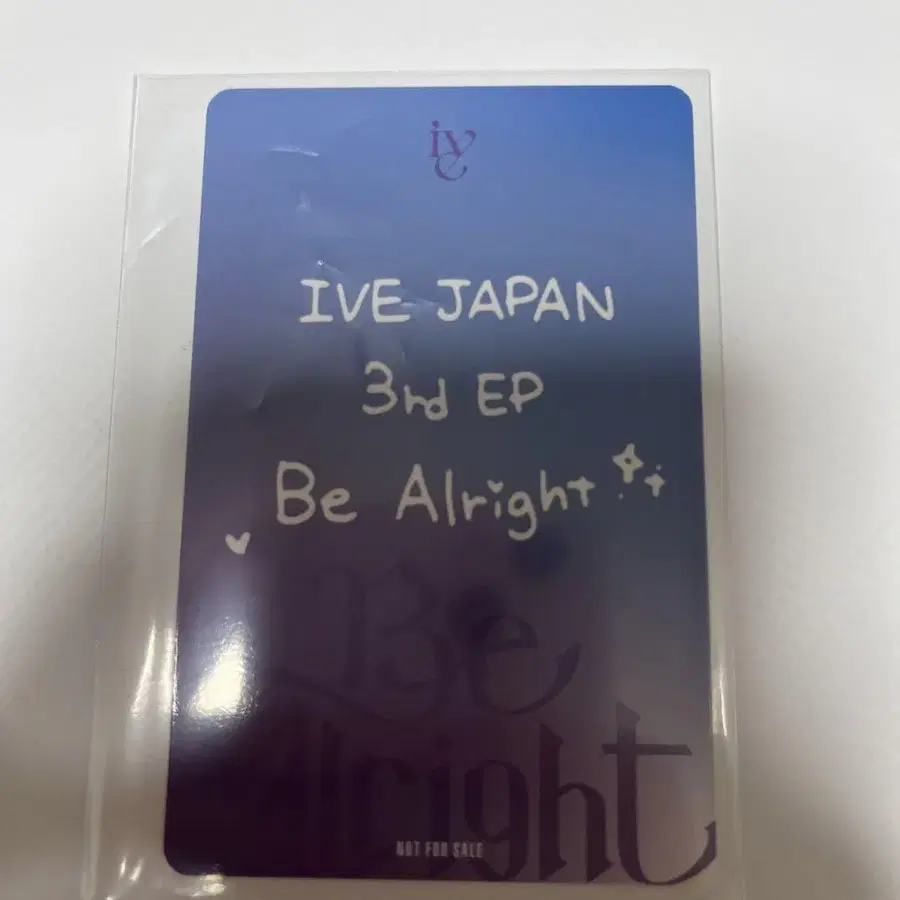 ive
IVE JAPAN
3rd EP
Be Alright
Be
Alright
NOT FOR SALE